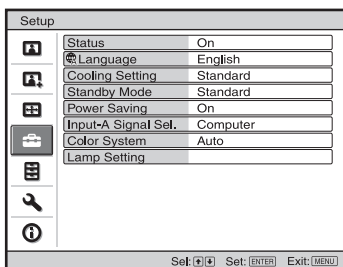 Setup
Status On
Language English
Cooling Setting Standard
Standby Mode Standard
Power Saving On
Input-A Signal Sel. Computer
Color System Auto
Lamp Setting
Sel: Set: ENTER Exit: MENU